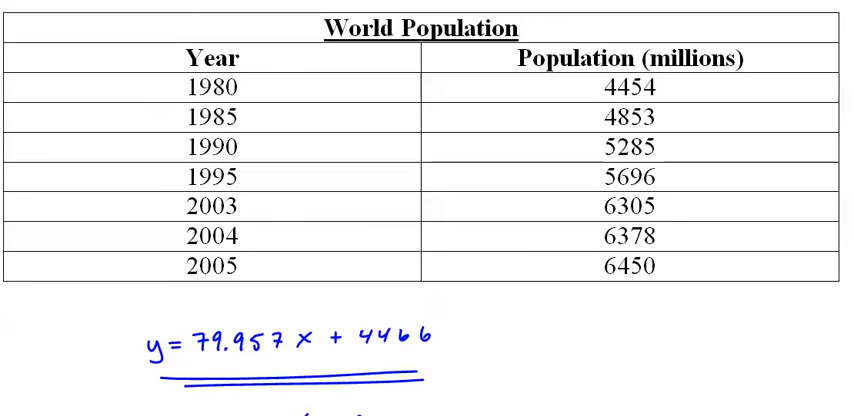 World Population
Year Population (millions)
1980 4454
1985 4853
1990 5285
1995 5696
2003 6305
2004 6378
2005 6450
y = 79.957 x + 4466